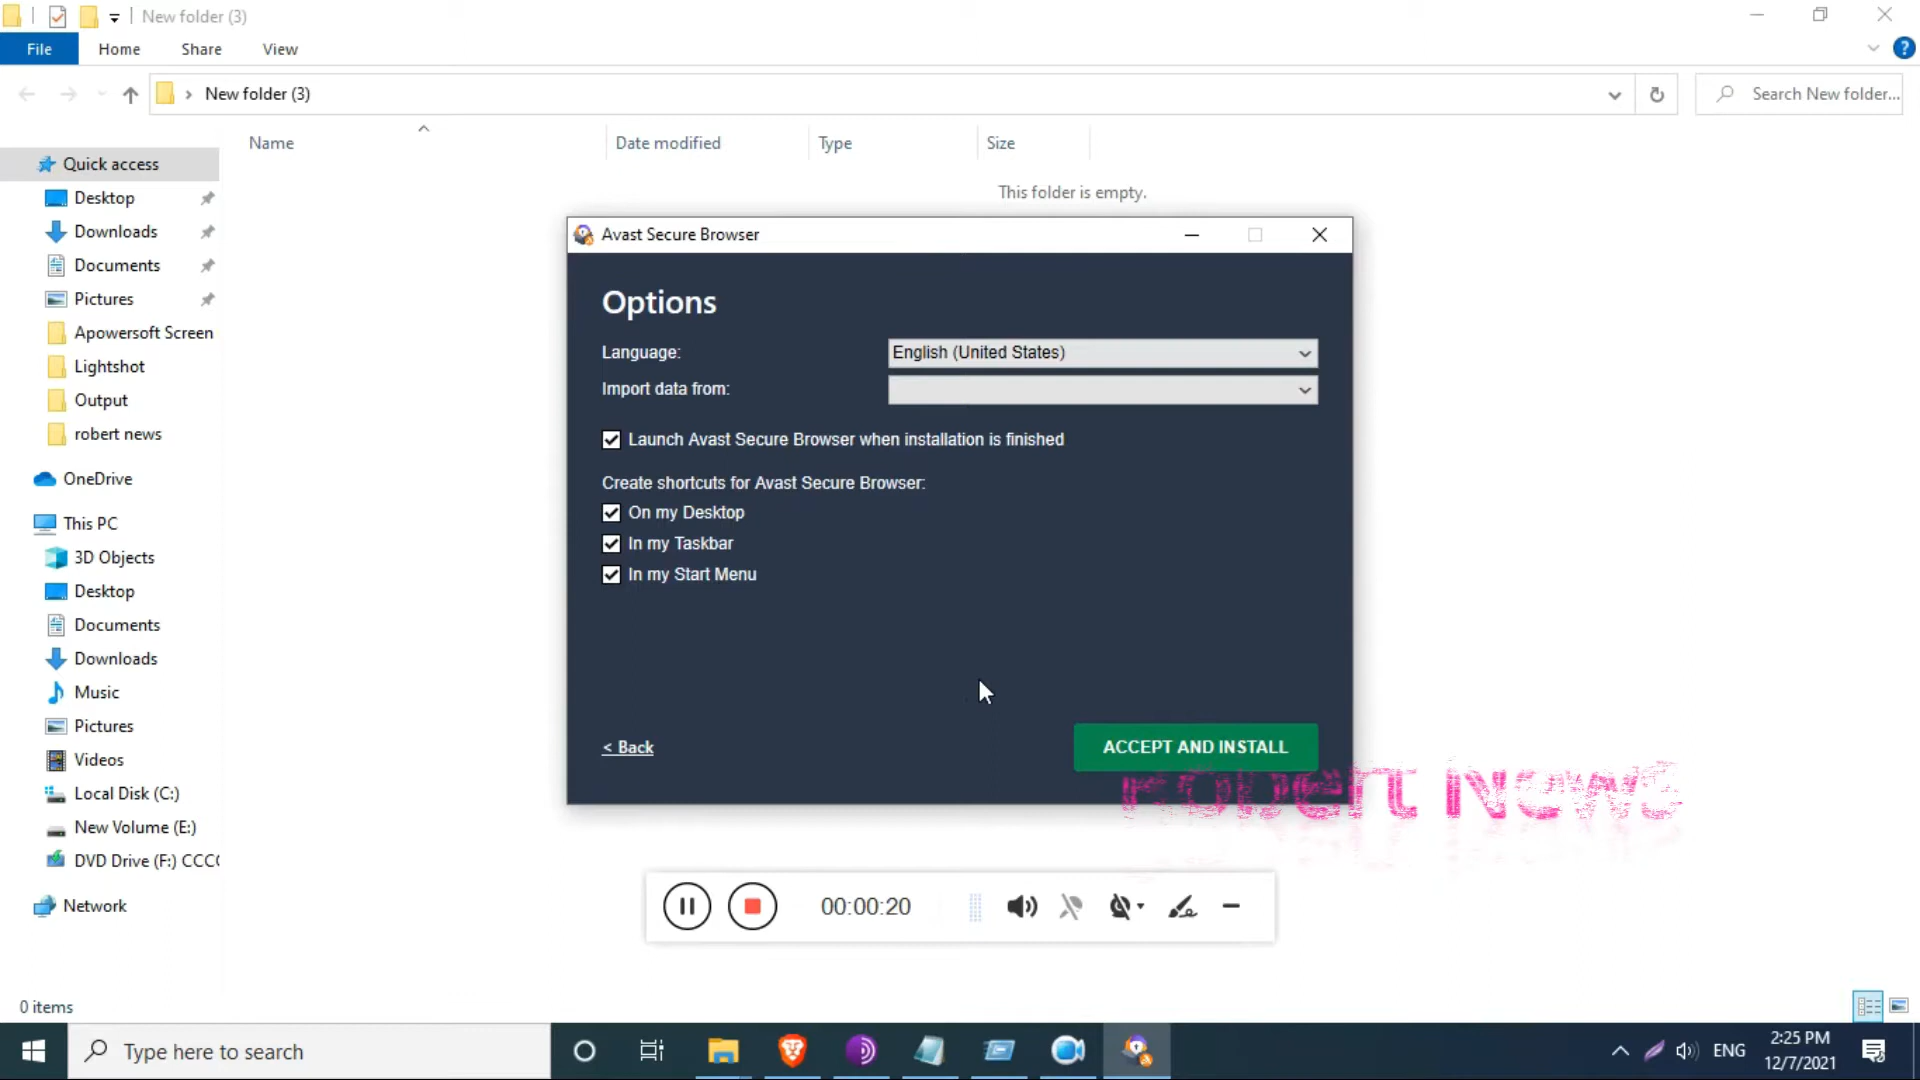 New folder (3)
File
Home
Share
View
New folder (3)
Search New folder...
Name
Date modified
Type
Size
This folder is empty.
Quick access
Desktop
Downloads
Documents
Pictures
Apowersoft Screen
Lightshot
Output
robert news
OneDrive
This PC
3D Objects
Desktop
Documents
Downloads
Music
Pictures
Videos
Local Disk (C:)
New Volume (E:)
DVD Drive (F:) CCC
Network
0 items
Avast Secure Browser
Options
Language:
English (United States)
Import data from:
Launch Avast Secure Browser when installation is finished
Create shortcuts for Avast Secure Browser:
On my Desktop
In my Taskbar
In my Start Menu
< Back
ACCEPT AND INSTALL
Robert News
00:00:20
Type here to search
ENG
2:25 PM
12/7/2021